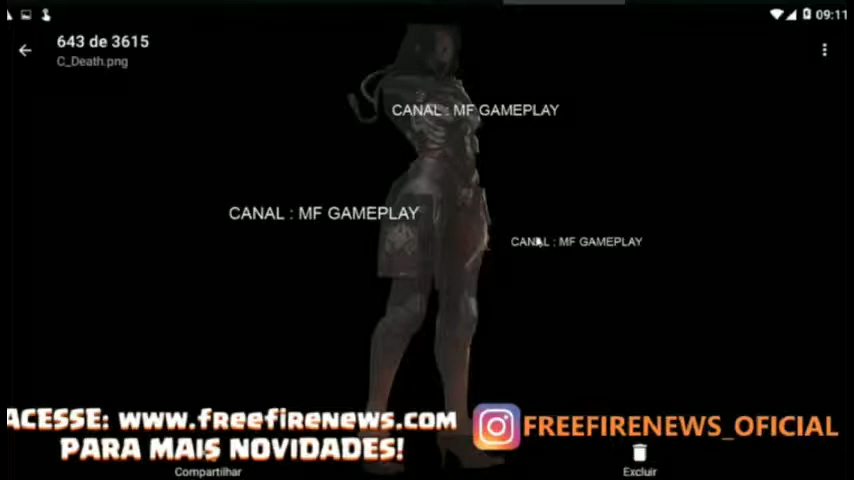 09:11
643 de 3615
C_Death.png
CANAL : MF GAMEPLAY
CANAL : MF GAMEPLAY
CANAL : MF GAMEPLAY
ACESSE: www.freefirenews.com
PARA MAIS NOVIDADES!
FREEFIRENEWS_OFICIAL
Compartilhar
Excluir